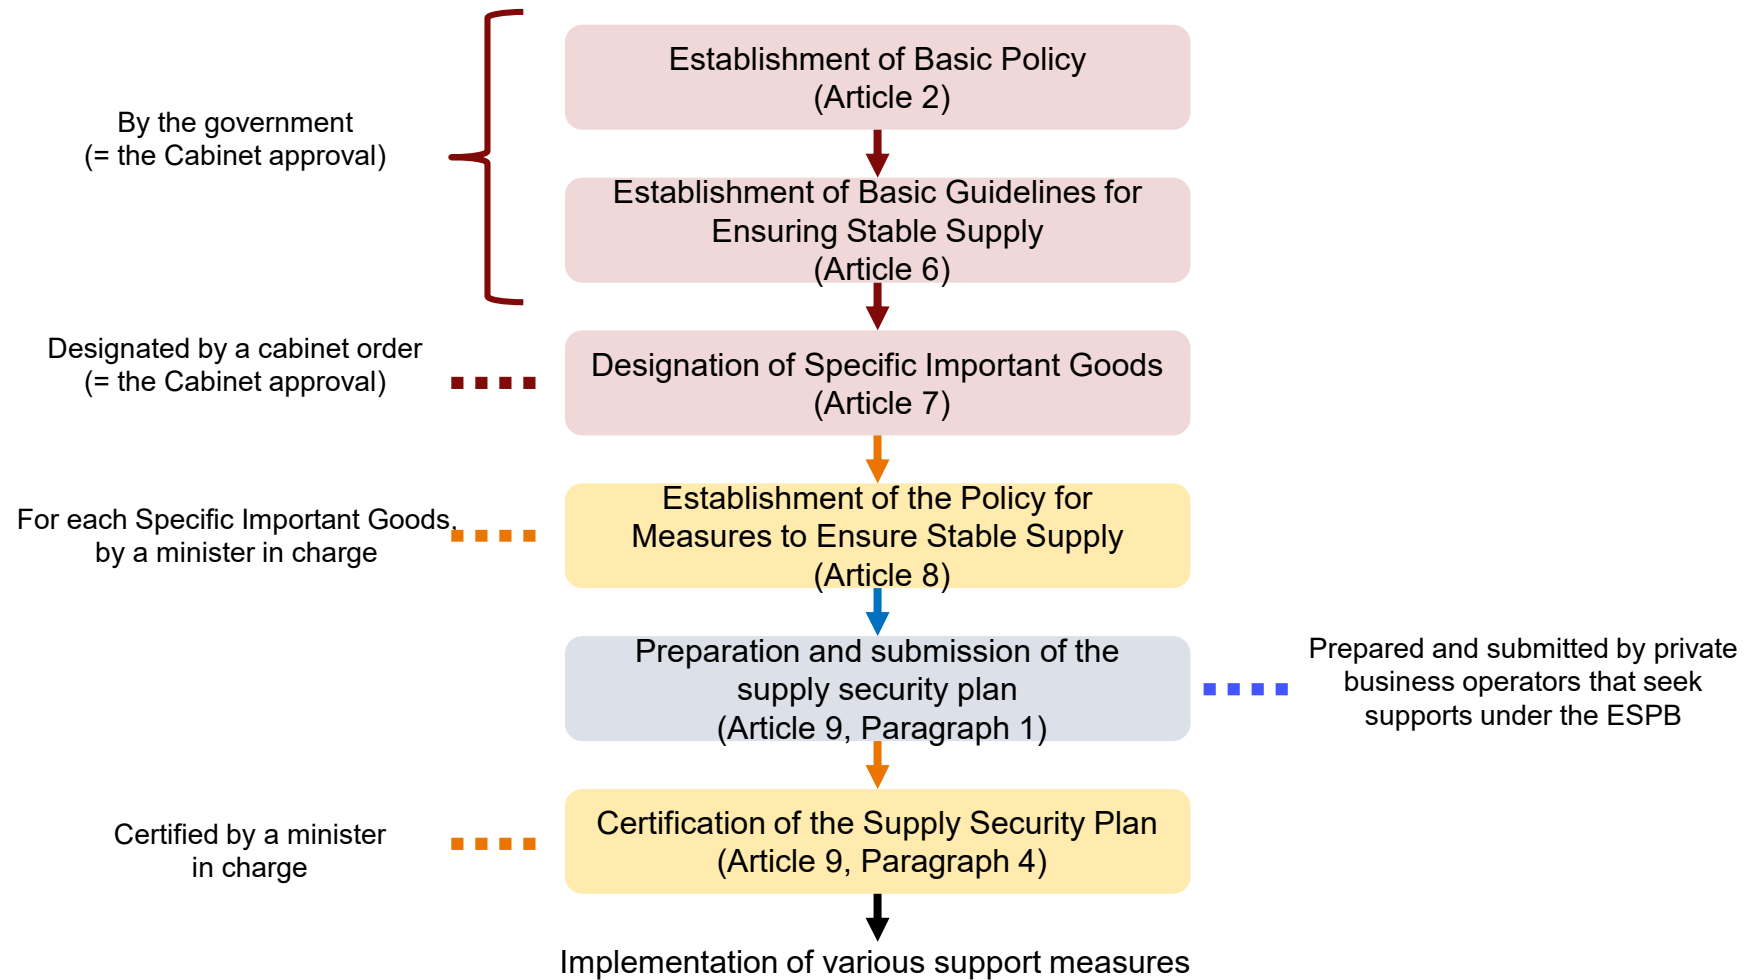 Establishment of Basic Policy
(Article 2)
By the government
(= the Cabinet approval)
Establishment of Basic Guidelines for
Ensuring Stable Supply
(Article 6)
Designated by a cabinet order
(= the Cabinet approval)
Designation of Specific Important Goods
(Article 7)
For each Specific Important Goods,
by a minister in charge
Establishment of the Policy for
Measures to Ensure Stable Supply
(Article 8)
Preparation and submission of the
supply security plan
(Article 9, Paragraph 1)
Prepared and submitted by private
business operators that seek
supports under the ESPB
Certified by a minister
in charge
Certification of the Supply Security Plan
(Article 9, Paragraph 4)
Implementation of various support measures